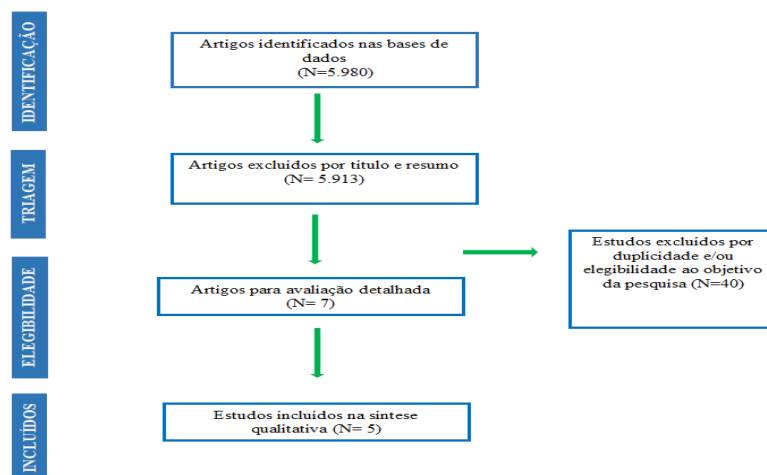 IDENTIFICAÇÃO
Artigos identificados nas bases de
dados
(N=5.980)
TRIAGEM
Artigos excluídos por titulo e resumo
(N= 5.913)
Estudos excluídos por
duplicidade e/ou
elegibilidade ao objetivo
da pesquisa (N=40)
ELEGIBILIDADE
Artigos para avaliação detalhada
(N= 7)
INCLUÍDOS
Estudos incluídos na síntese
qualitativa (N= 5)